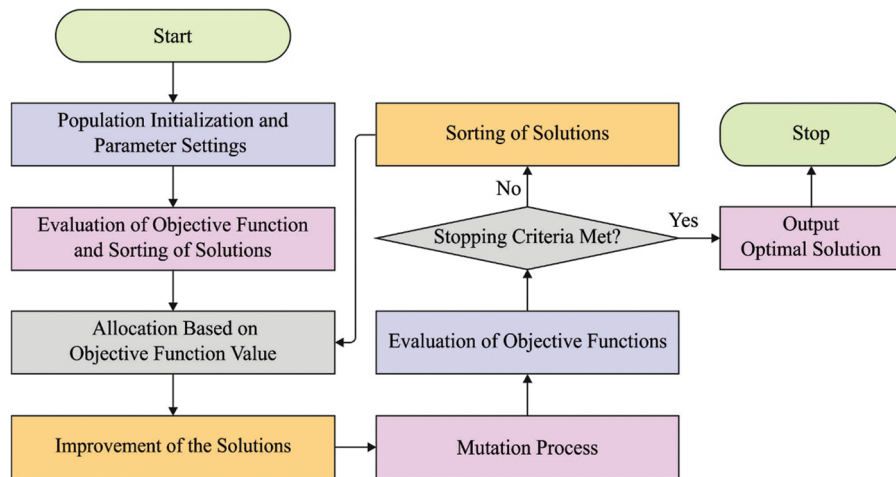 Start
Population Initialization and
Parameter Settings
Evaluation of Objective Function
and Sorting of Solutions
Allocation Based on
Objective Function Value
Improvement of the Solutions
Mutation Process
Evaluation of Objective Functions
Stopping Criteria Met?
No
Sorting of Solutions
Yes
Output
Optimal Solution
Stop